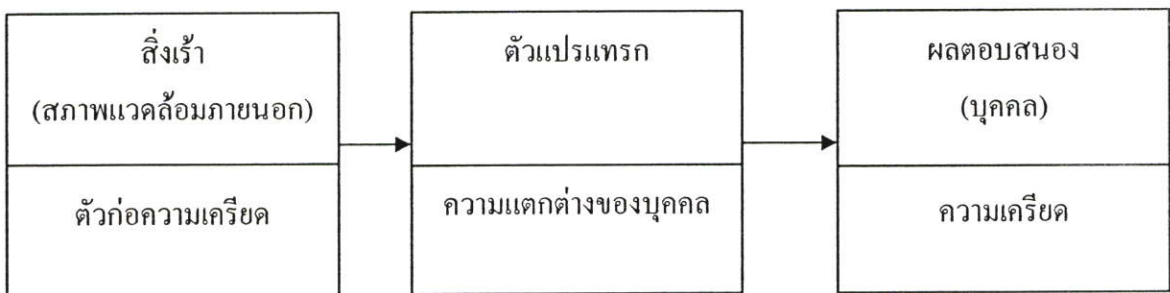 สิ่งเร้า
(สภาพแวดล้อมภายนอก)
ตัวก่อความเครียด
ตัวแปรแทรก
ความแตกต่างของบุคคล
ผลตอบสนอง
(บุคคล)
ความเครียด